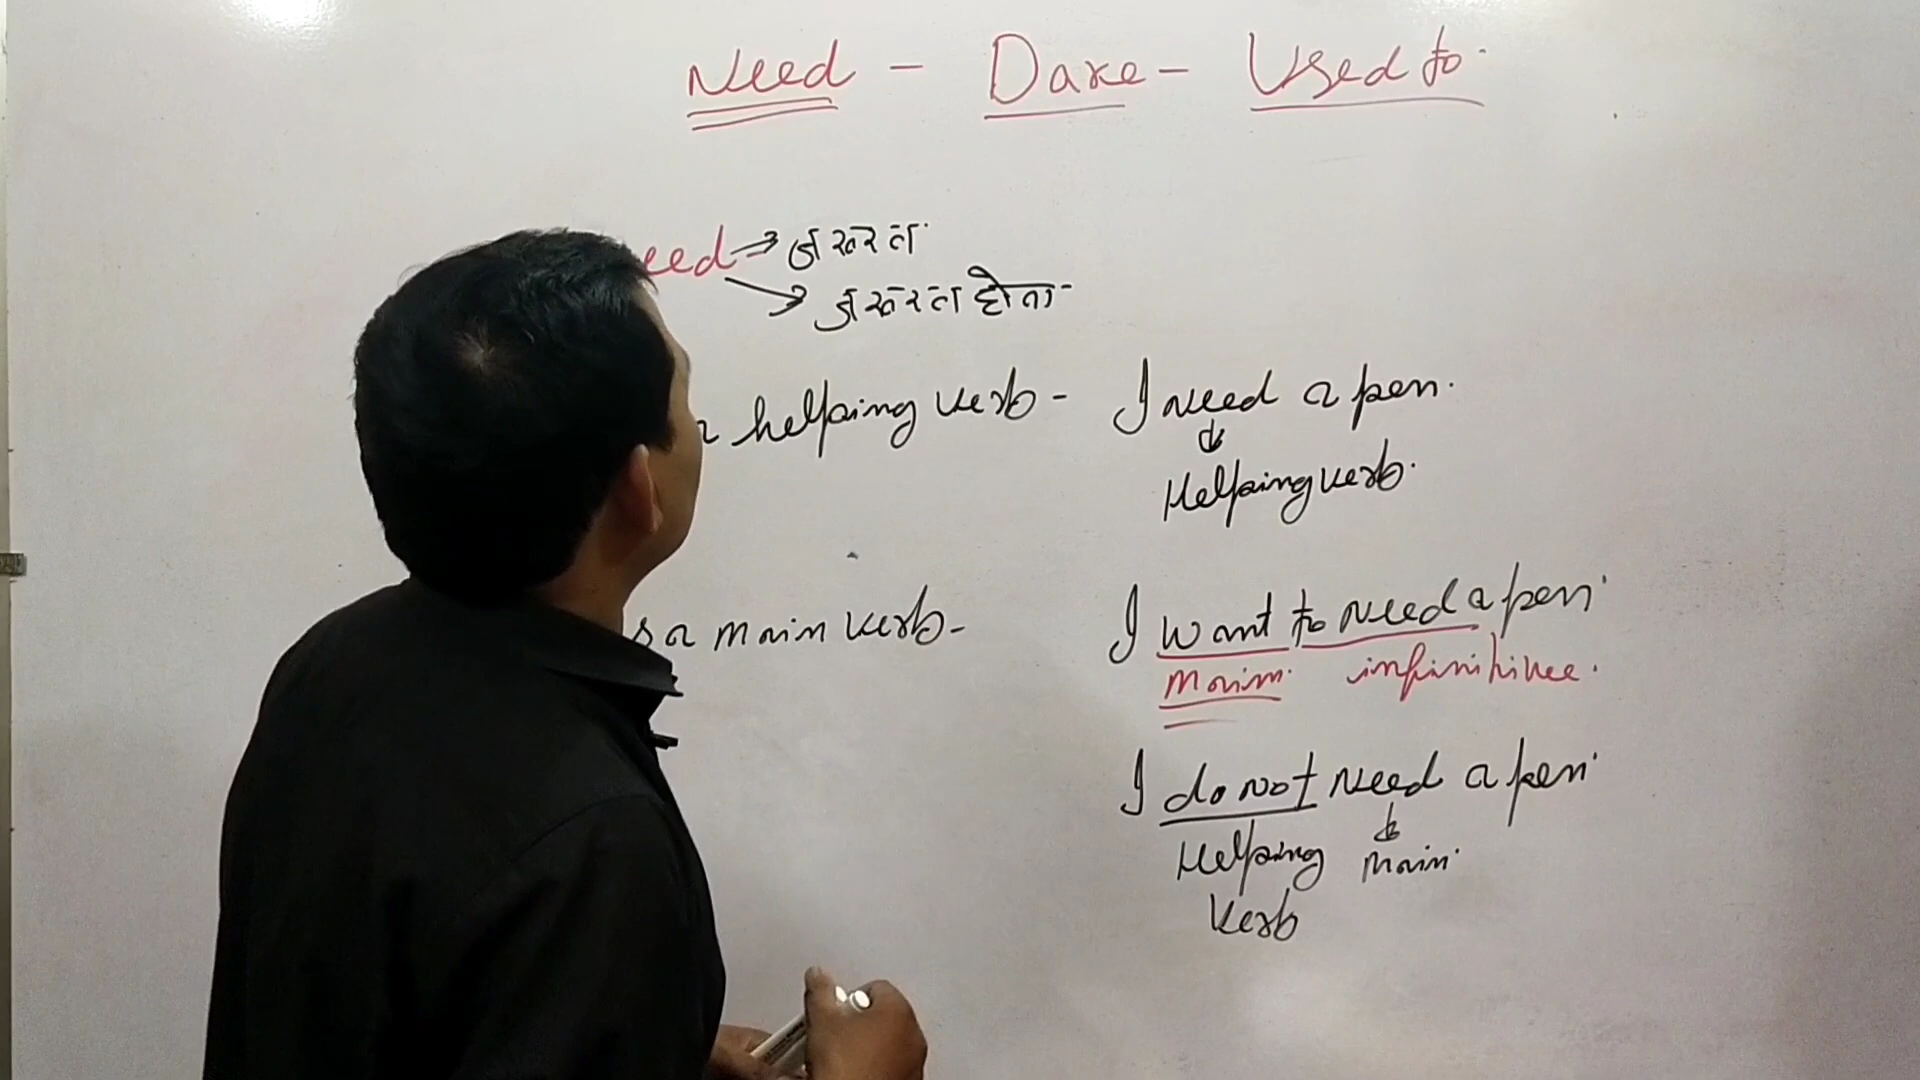 Need - Dare - Used to.
eed → जरूरत
→ जरूरत होना
a helping verb - I need a pen.
Helping verb.
s a main verb- I want to need a pen
main. infinitive.
I do not need a pen
Helping main.
Verb